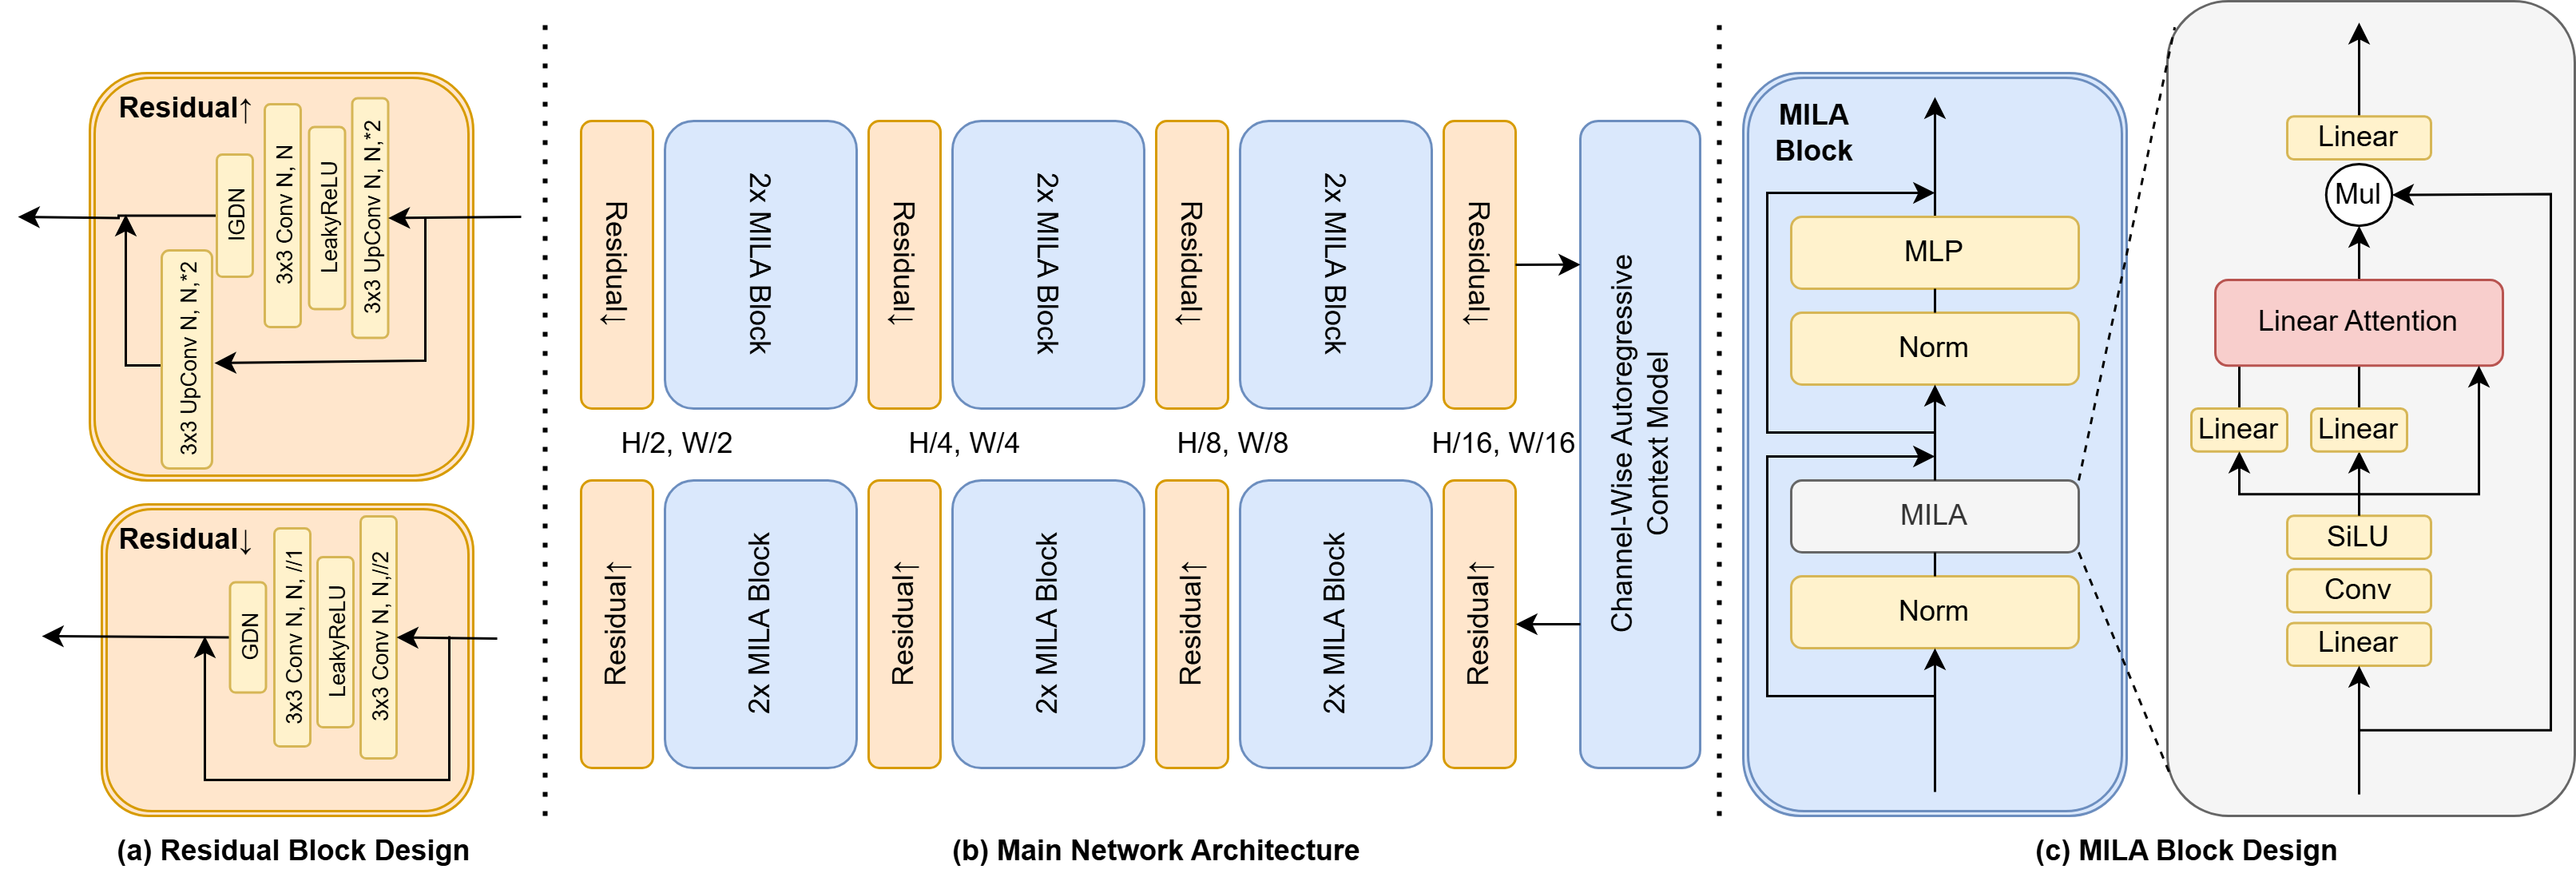 Residual↑
IGDN
3x3 Conv N, N
LeakyReLU
3x3 UpConv N, N,*2
3x3 UpConv N, N,*2
Residual↓
GDN
3x3 Conv N, N, //1
LeakyReLU
3x3 Conv N, N,//2
(a) Residual Block Design
Residual↓
2x MILA Block
Residual↓
2x MILA Block
Residual↓
2x MILA Block
Residual↓
H/2, W/2
H/4, W/4
H/8, W/8
H/16, W/16
Residual↑
2x MILA Block
Residual↑
2x MILA Block
Residual↑
2x MILA Block
Residual↑
Channel-Wise Autoregressive
Context Model
(b) Main Network Architecture
MILA
Block
MLP
Norm
MILA
Norm
Linear
Mul
Linear Attention
Linear
Linear
SiLU
Conv
Linear
(c) MILA Block Design